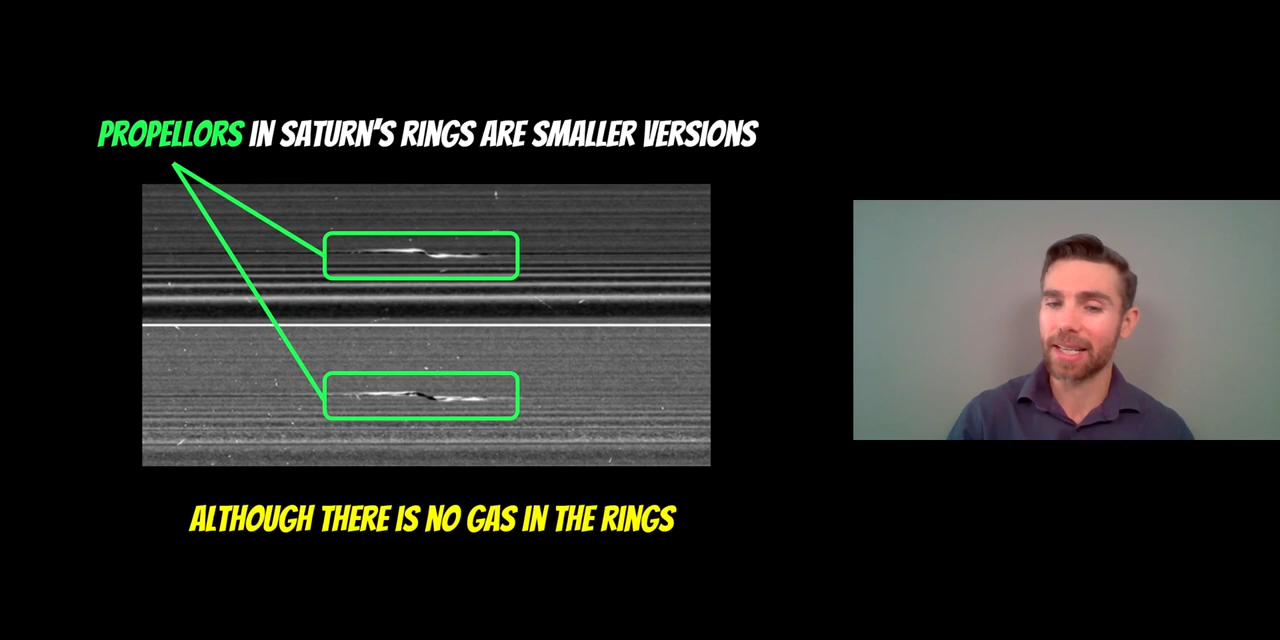 PROPELLORS IN SATURN'S RINGS ARE SMALLER VERSIONS
ALTHOUGH THERE IS NO GAS IN THE RINGS